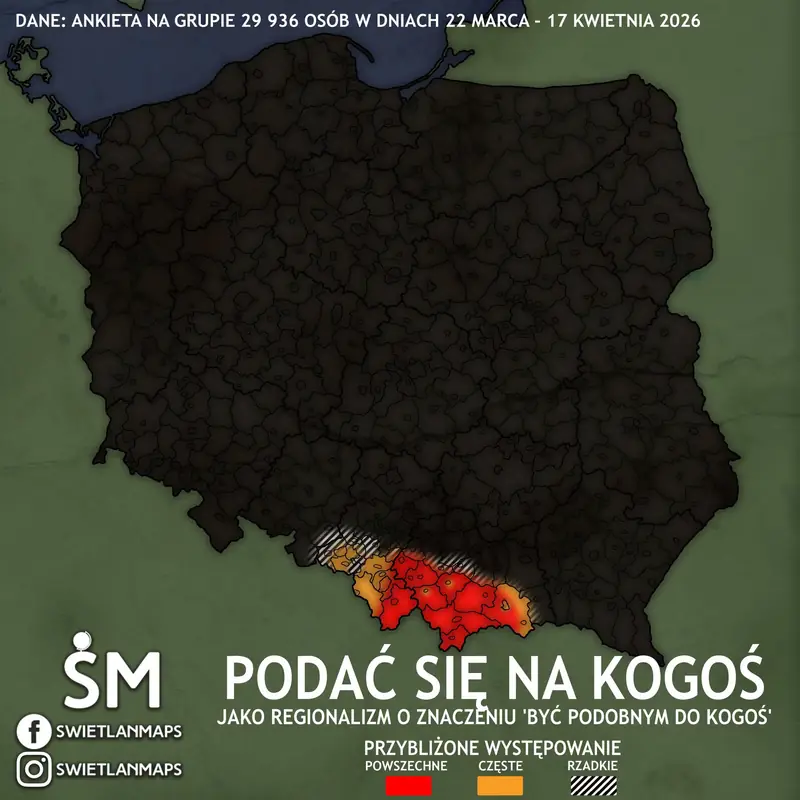 DANE: ANKIETA NA GRUPIE 29 936 OSÓB W DNIACH 22 MARCA - 17 KWIETNIA 2026
ŚM
SWIETLANMAPS
SWIETLANMAPS
PODAĆ SIĘ NA KOGOŚ
JAKO REGIONALIZM O ZNACZENIU 'BYĆ PODOBNYM DO KOGOŚ'
PRZYBLIŻONE WYSTĘPOWANIE
POWSZECHNE CZĘSTE RZADKIE